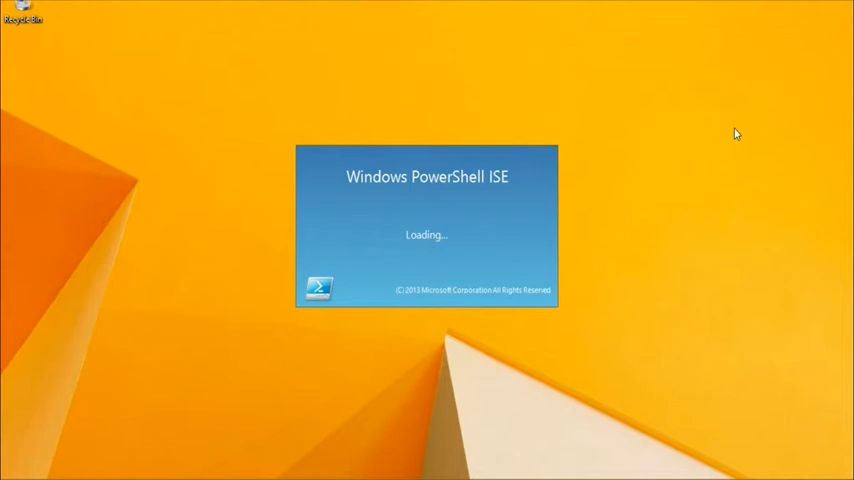 Recycle Bin
Windows PowerShell ISE
Loading...
(C) 2013 Microsoft Corporation All Rights Reserved